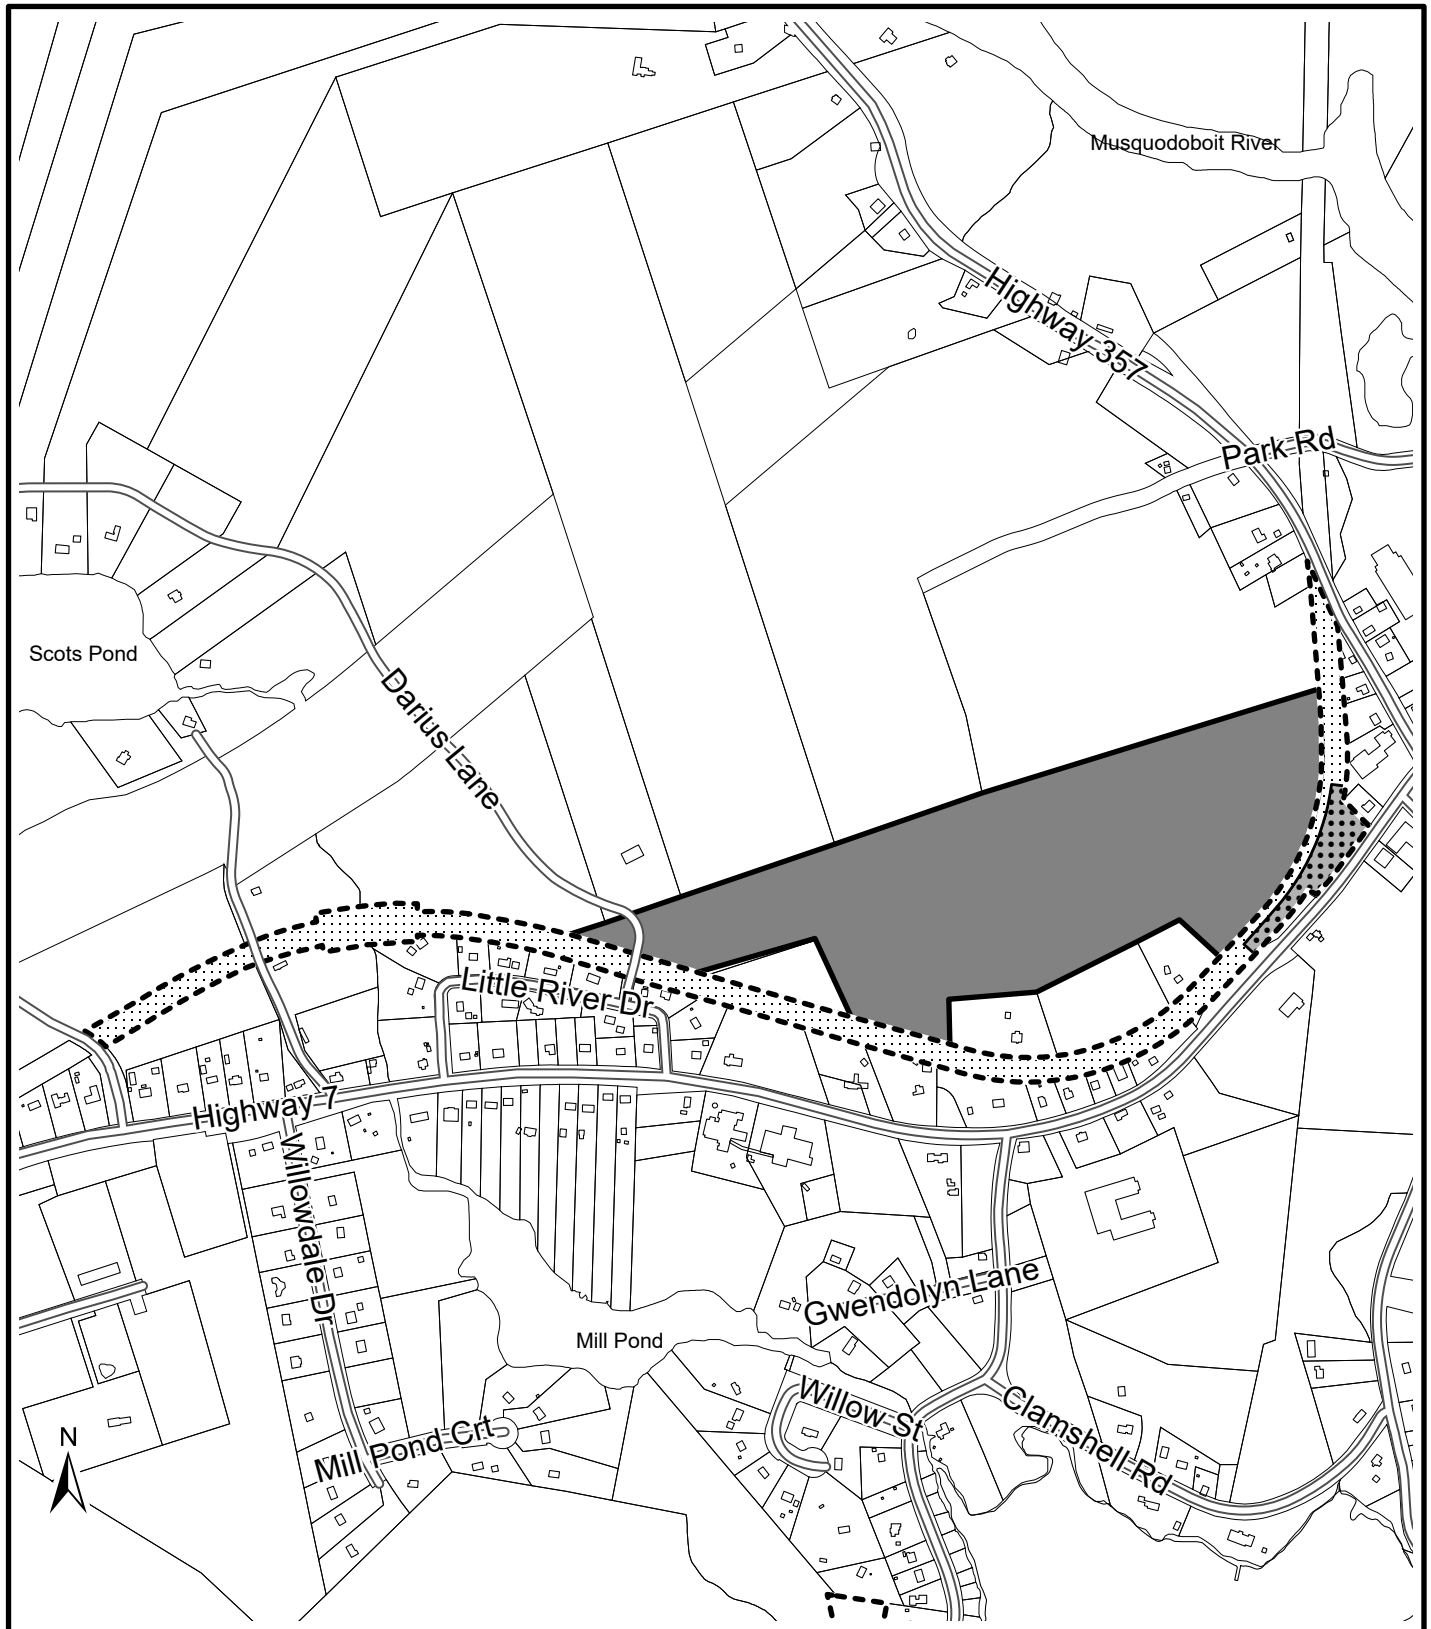 Musquodoboit River
Highway 357
Park Rd
Scots Pond
Darius Lane
Little River Dr
Highway 7
Willowdale Dr
Gwendolyn Lane
Mill Pond
Willow St
Clamshell Rd
Mill Pond Crt
N